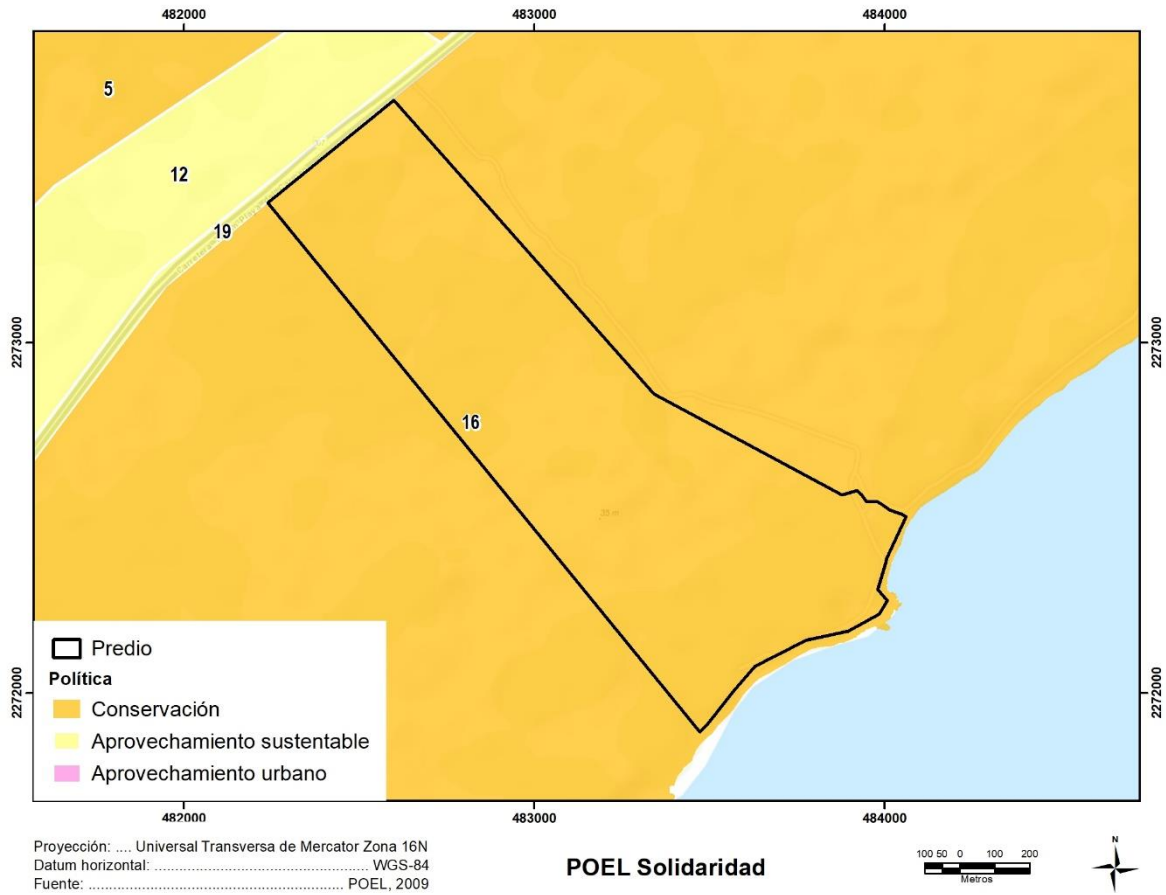 482000 483000 484000
5
12
19
16
2273000 2273000
2272000 2272000
35 m
Predio
Política
Conservación
Aprovechamiento sustentable
Aprovechamiento urbano
482000 483000 484000
Proyección: .... Universal Transversa de Mercator Zona 16N
Datum horizontal: ........................................ WGS-84
Fuente: .............................................. POEL, 2009
POEL Solidaridad
100 50 0 100 200
Metros
N